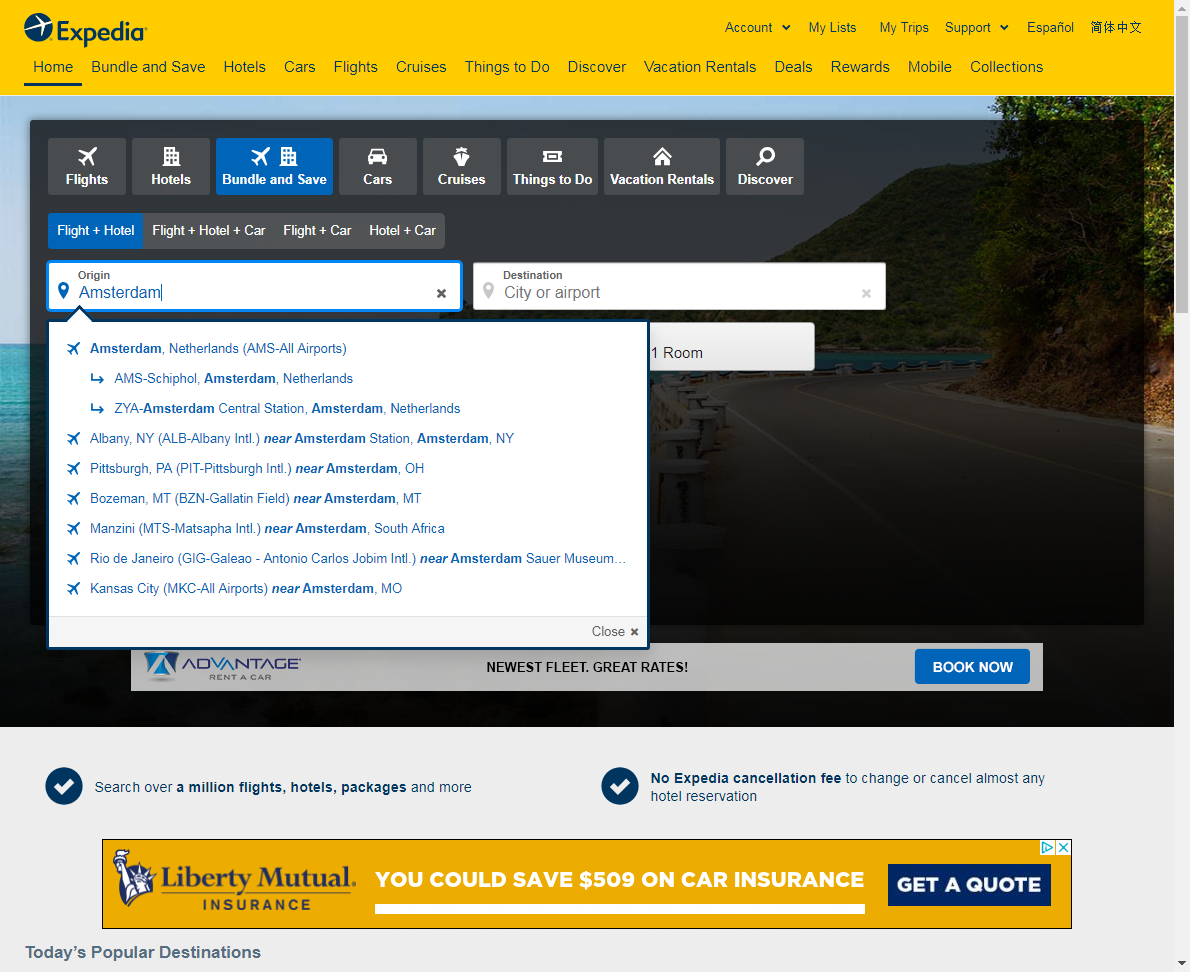 Expedia
Account My Lists My Trips Support Español 简体中文
Home Bundle and Save Hotels Cars Flights Cruises Things to Do Discover Vacation Rentals Deals Rewards Mobile Collections
Flights Hotels Bundle and Save Cars Cruises Things to Do Vacation Rentals Discover
Flight + Hotel Flight + Hotel + Car Flight + Car Hotel + Car
Origin
Amsterdam
Destination
City or airport
1 Room
Amsterdam, Netherlands (AMS-All Airports)
AMS-Schiphol, Amsterdam, Netherlands
ZYA-Amsterdam Central Station, Amsterdam, Netherlands
Albany, NY (ALB-Albany Intl.) near Amsterdam Station, Amsterdam, NY
Pittsburgh, PA (PIT-Pittsburgh Intl.) near Amsterdam, OH
Bozeman, MT (BZN-Gallatin Field) near Amsterdam, MT
Manzini (MTS-Matsapha Intl.) near Amsterdam, South Africa
Rio de Janeiro (GIG-Galeao - Antonio Carlos Jobim Intl.) near Amsterdam Sauer Museum...
Kansas City (MKC-All Airports) near Amsterdam, MO
Close
ADVANTAGE
RENT A CAR
NEWEST FLEET. GREAT RATES!
BOOK NOW
Search over a million flights, hotels, packages and more
No Expedia cancellation fee to change or cancel almost any
hotel reservation
Liberty Mutual.
INSURANCE
YOU COULD SAVE $509 ON CAR INSURANCE
GET A QUOTE
Today's Popular Destinations